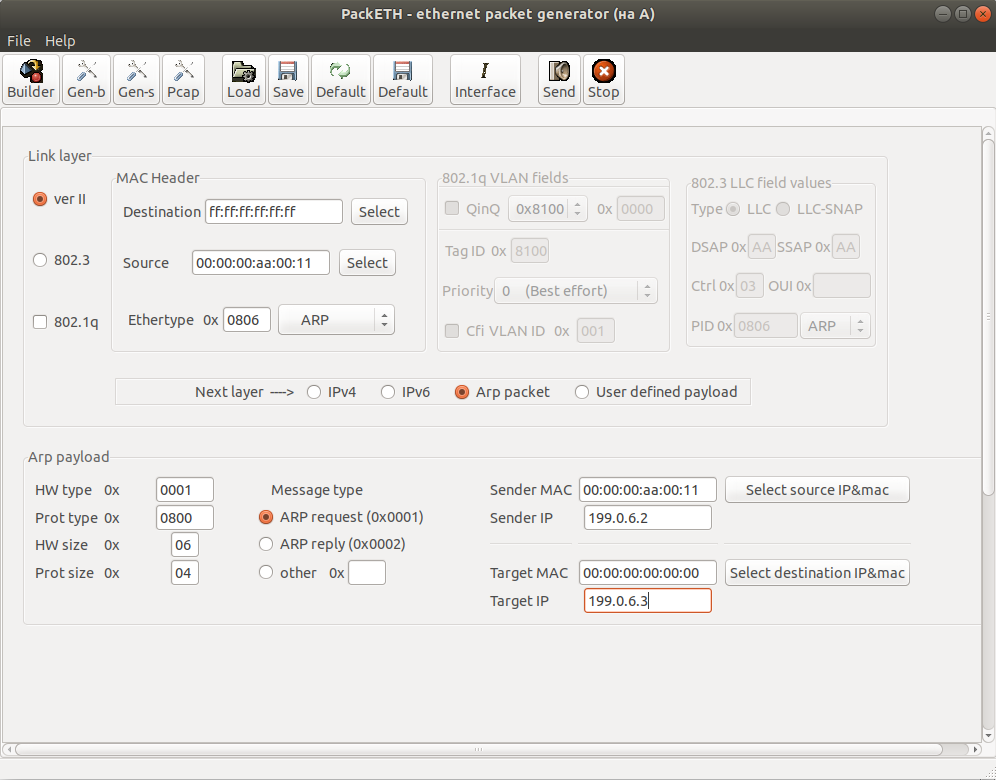 PackETH - ethernet packet generator (на A)
File Help
Builder Gen-b Gen-s Pcap Load Save Default Default Interface Send Stop
Link layer
MAC Header
802.1q VLAN fields
802.3 LLC field values
ver II
802.3
802.1q
Destination ff:ff:ff:ff:ff:ff Select
Source 00:00:00:aa:00:11 Select
Ethertype 0x 0806 ARP
QinQ 0x8100 0x 0000
Tag ID 0x 8100
Priority 0 (Best effort)
Cfi VLAN ID 0x 001
Type LLC LLC-SNAP
DSAP 0x AA SSAP 0x AA
Ctrl 0x 03 OUI 0x
PID 0x 0806 ARP
Next layer ----> IPv4 IPv6 Arp packet User defined payload
Arp payload
HW type 0x 0001
Prot type 0x 0800
HW size 0x 06
Prot size 0x 04
Message type
ARP request (0x0001)
ARP reply (0x0002)
other 0x
Sender MAC 00:00:00:aa:00:11 Select source IP&mac
Sender IP 199.0.6.2
Target MAC 00:00:00:00:00:00 Select destination IP&mac
Target IP 199.0.6.3